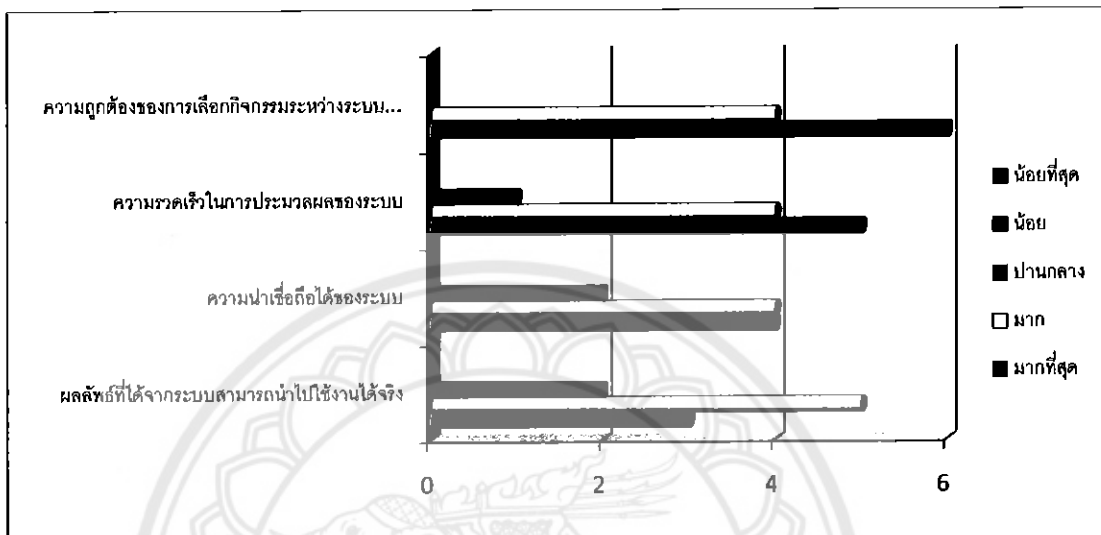 ความถูกต้องของการเลือกกิจกรรมระหว่างระบบ...
ความรวดเร็วในการประมวลผลของระบบ
ความน่าเชื่อถือได้ของระบบ
ผลลัพธ์ที่ได้จากระบบสามารถนำไปใช้งานได้จริง
0
2
4
6
น้อยที่สุด
น้อย
ปานกลาง
มาก
มากที่สุด